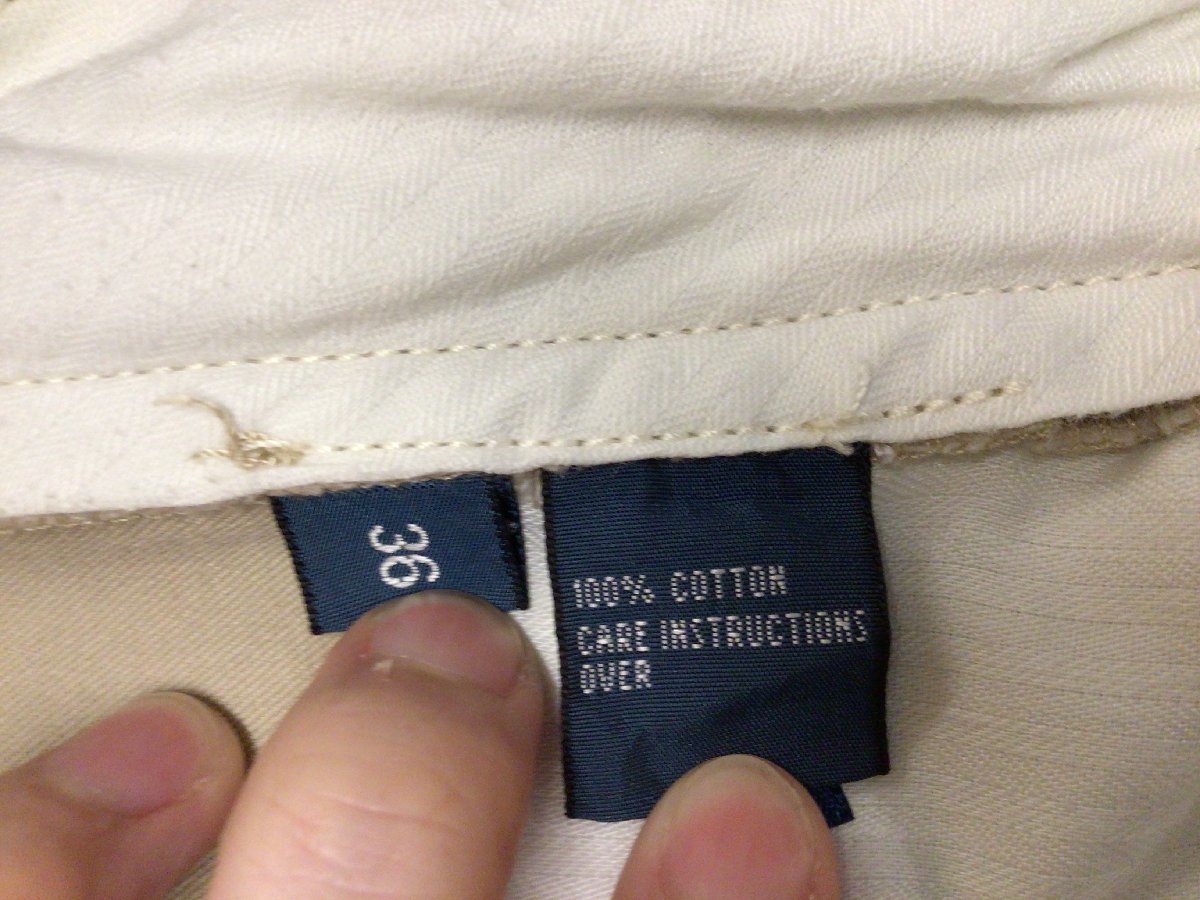 36
100% COTTON
CARE INSTRUCTIONS
OVER